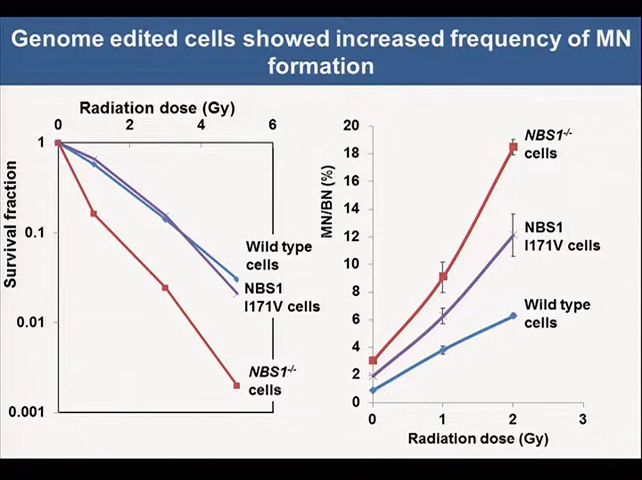 Genome edited cells showed increased frequency of MN
formation
Radiation dose (Gy)
0 2 4 6
Survival fraction
1
0.1
0.01
0.001
Wild type
cells
NBS1
I171V cells
NBS1-/-
cells
MN/BN (%)
20
18
16
14
12
10
8
6
4
2
0
NBS1-/-
cells
NBS1
I171V cells
Wild type
cells
0 1 2 3
Radiation dose (Gy)